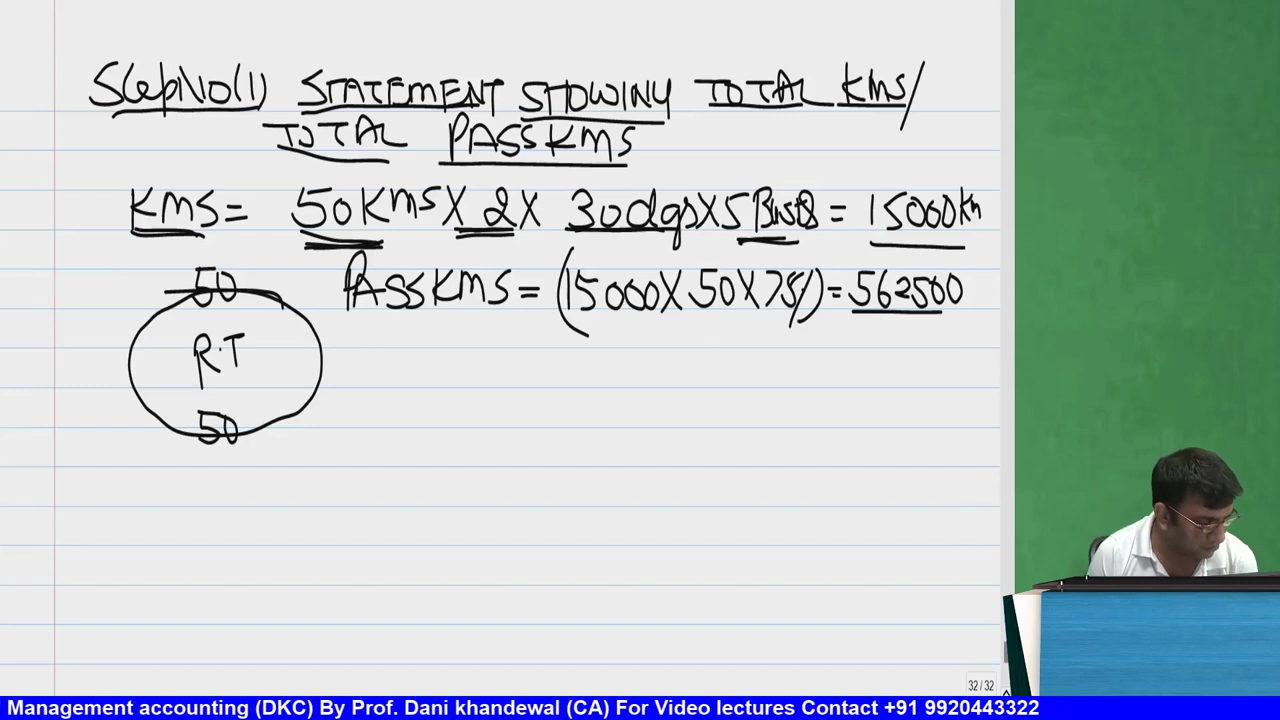 Step No (1) STATEMENT SHOWING TOTAL KMS/
TOTAL PASSKMS
KMS = 50 KMS X 2 X 30 days X 5 Buses = 15000 km
PASSKMS = (15000 X 50 X 75%) = 562500
50
R.T
50
32 / 32
Management accounting (DKC) By Prof. Dani khandewal (CA) For Video lectures Contact +91 9920443322